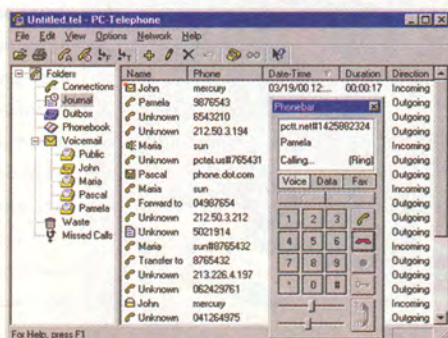 Untitled.tel - PC-Telephone
File Edit View Options Network Help
Name Phone Date-Time Duration Direction
Folders
Connections
Journal
Outbox
Phonebook
Voicemail
Public
John
Maria
Pascal
Pamela
Waste
Missed Calls
John mercury 03/19/00 12:... 00:00:17 Incoming
Pamela 9876543 Outgoing
Unknown 6543210 Outgoing
Unknown 212.50.3.194 Outgoing
Maria sun Incoming
Unknown pctel.us#765431 Outgoing
Pascal phone.dot.com Outgoing
Maria sun Incoming
Forward to 04987654 Outgoing
Unknown 212.50.3.212 Outgoing
Unknown 5021914 Outgoing
Maria sun#8765432 Incoming
Transfer to 8765432 Outgoing
Unknown 213.226.4.197 Outgoing
Unknown 062429761 Outgoing
John mercury Incoming
Unknown 041264975 Outgoing
Phonebar
pctt.net#1425882324
Pamela
Calling... (Ring)
Voice Data Fax
1 2 3
4 5 6
7 8 9
* 0 #
For Help, press F1